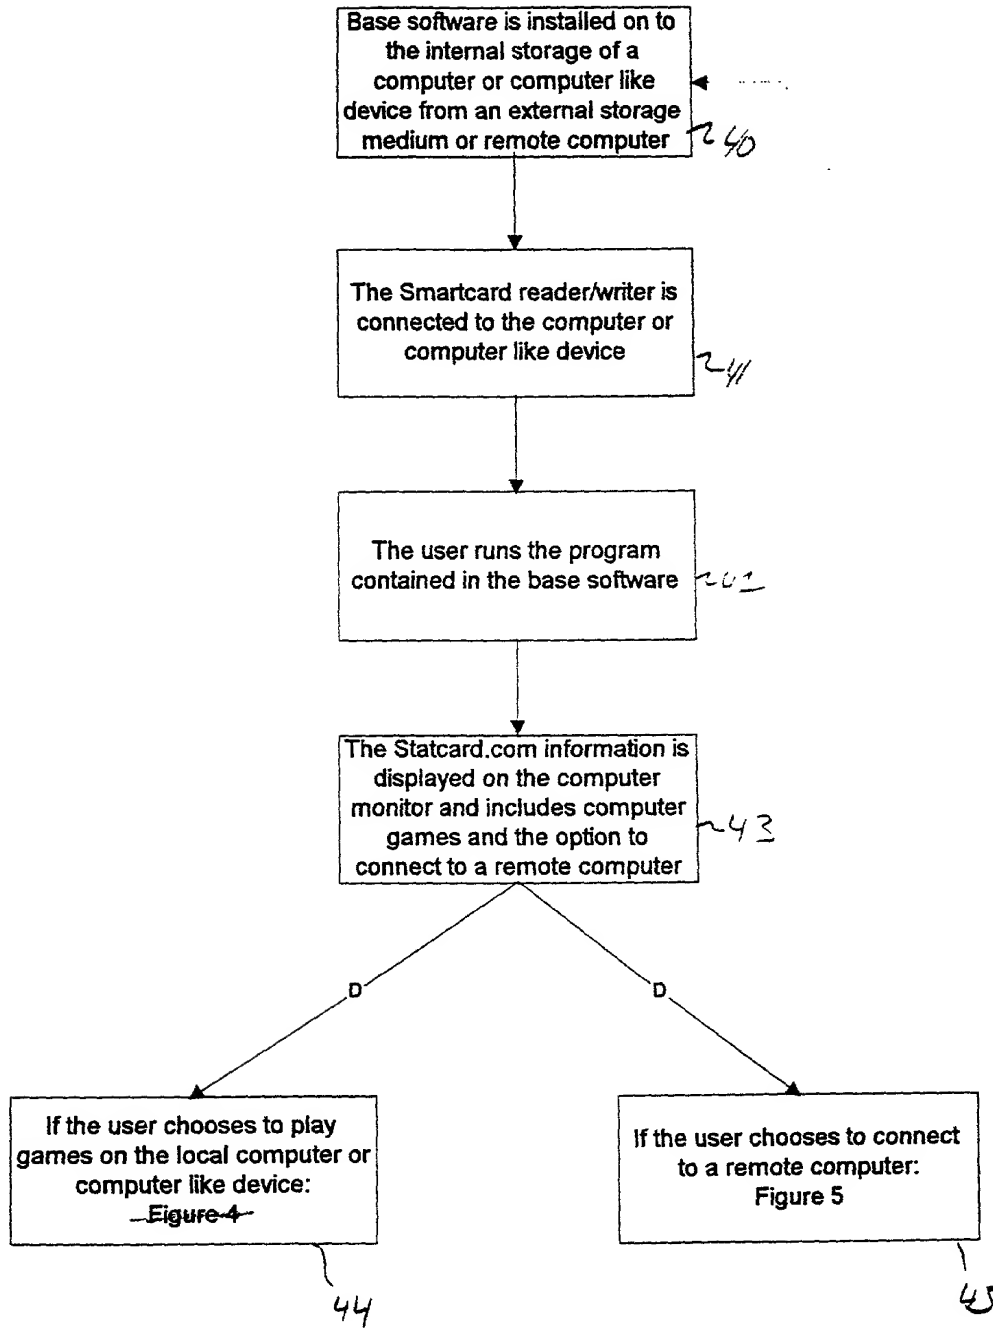 Base software is installed on to
the internal storage of a
computer or computer like
device from an external storage
medium or remote computer
40
The Smartcard reader/writer is
connected to the computer or
computer like device
41
The user runs the program
contained in the base software
The Statcard.com information is
displayed on the computer
monitor and includes computer
games and the option to
connect to a remote computer
43
D
D
If the user chooses to play
games on the local computer or
computer like device:
Figure 4
44
If the user chooses to connect
to a remote computer:
Figure 5
45